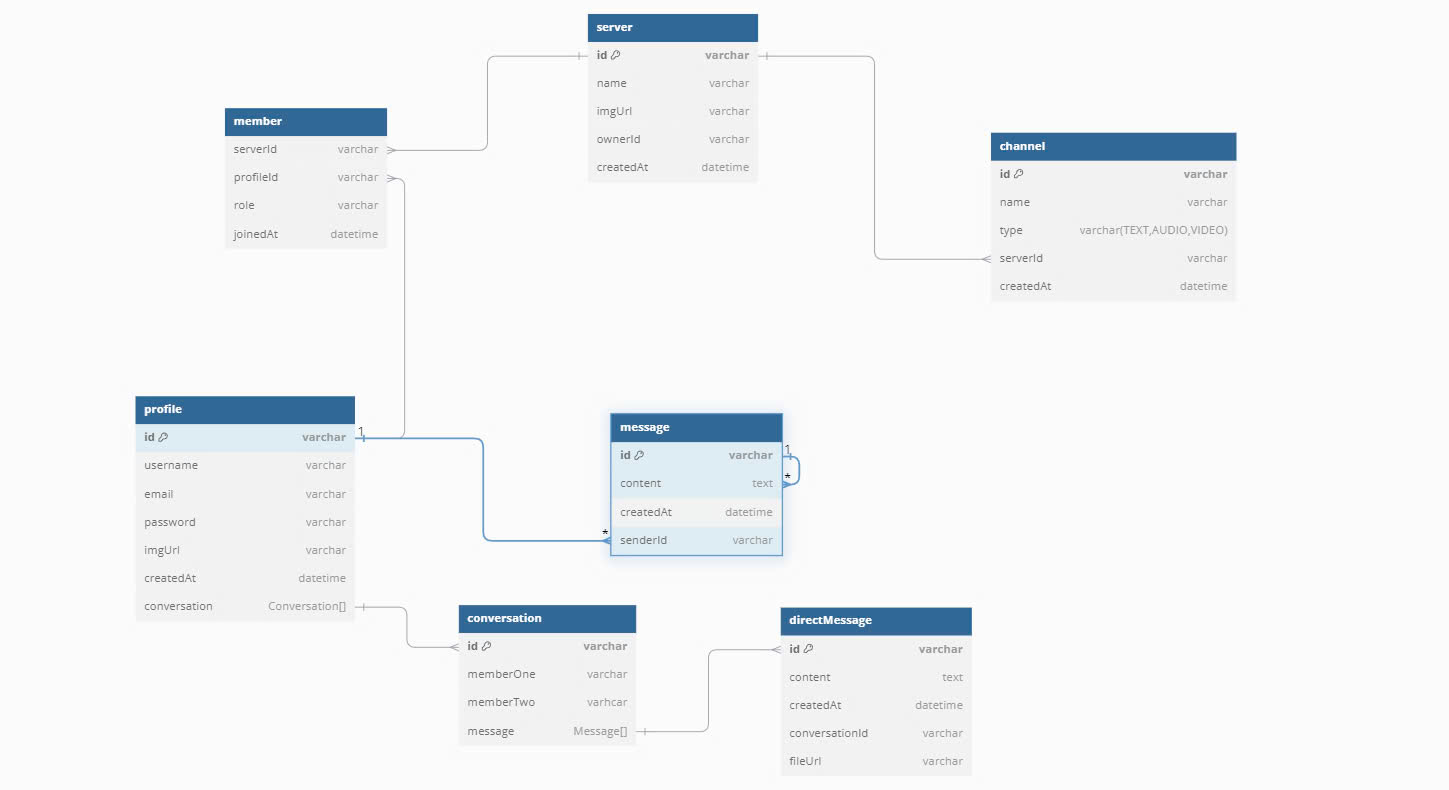 server
id varchar
name varchar
imgUrl varchar
ownerId varchar
createdAt datetime
member
serverId varchar
profileId varchar
role varchar
joinedAt datetime
channel
id varchar
name varchar
type varchar(TEXT,AUDIO,VIDEO)
serverId varchar
createdAt datetime
profile
id varchar 1
username varchar
email varchar
password varchar
imgUrl varchar
createdAt datetime
conversation Conversation[]
message
id varchar 1
content text *
createdAt datetime
* senderId varchar
conversation
id varchar
memberOne varchar
memberTwo varhcar
message Message[]
directMessage
id varchar
content text
createdAt datetime
conversationId varchar
fileUrl varchar